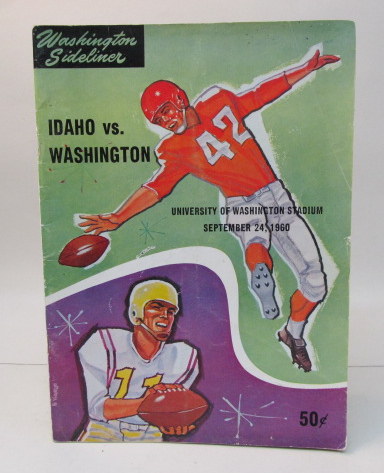 Washington
Sideliner
IDAHO vs.
WASHINGTON
42
UNIVERSITY OF WASHINGTON STADIUM
SEPTEMBER 24, 1960
11
50¢